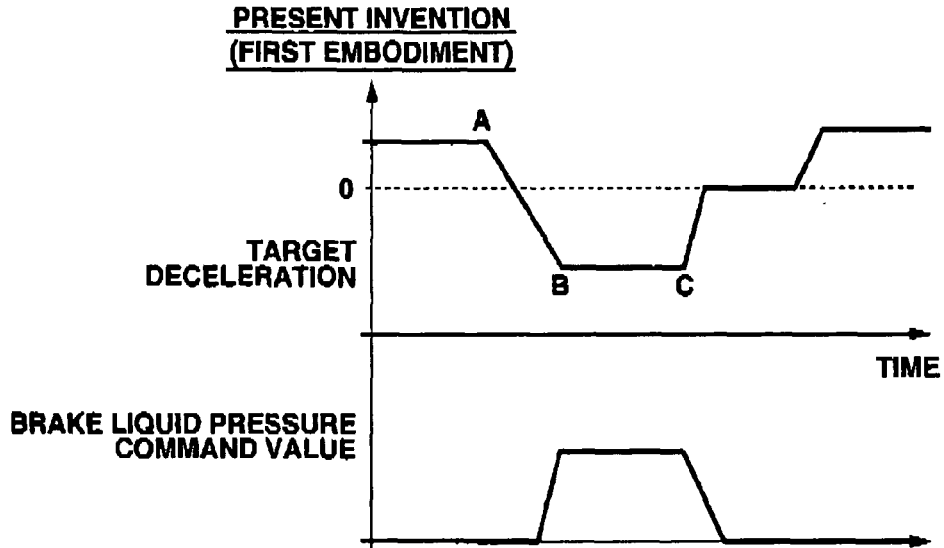 PRESENT INVENTION
(FIRST EMBODIMENT)
A
0
TARGET
DECELERATION
B
C
TIME
BRAKE LIQUID PRESSURE
COMMAND VALUE